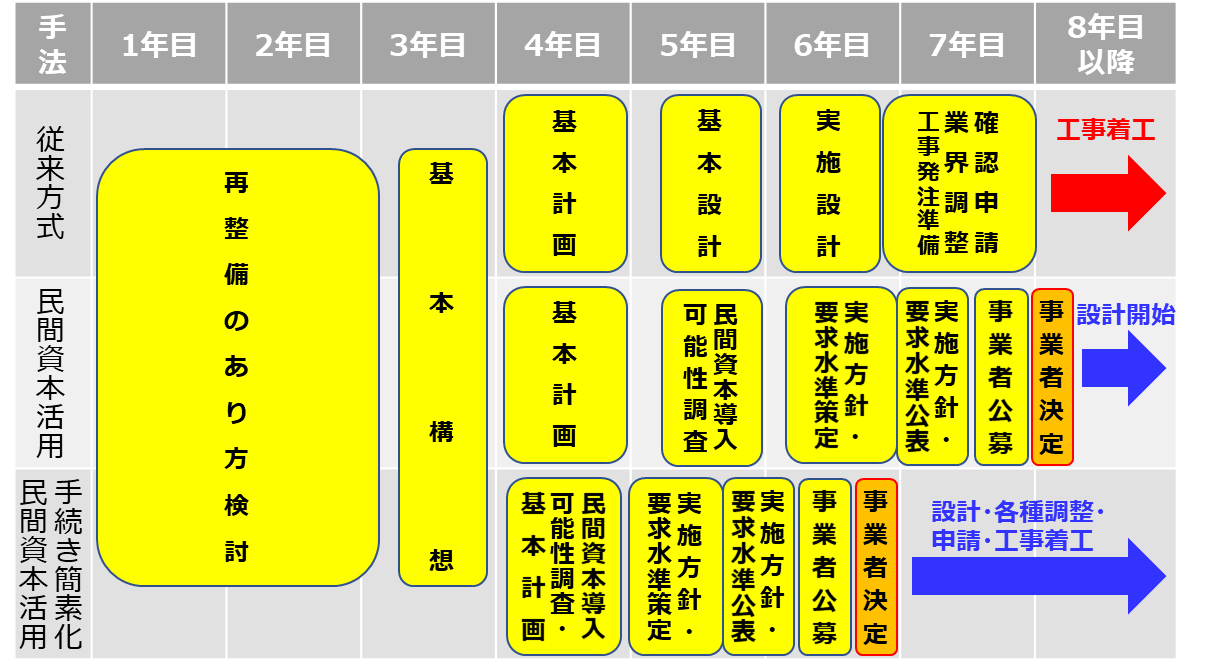 手法
1年目
2年目
3年目
4年目
5年目
6年目
7年目
8年目
以降
従来方式
再整備のあり方検討
基本構想
基本計画
基本設計
実施設計
確認申請
業界調整
工事発注準備
工事着工
民間資本活用
基本計画
民間資本導入
可能性調査
実施方針・
要求水準策定
実施方針・
要求水準公表
事業者公募
事業者決定
設計開始
手続き簡素化
民間資本活用
民間資本導入
可能性調査・
基本計画
実施方針・
要求水準策定
実施方針・
要求水準公表
事業者公募
事業者決定
設計・各種調整・
申請・工事着工